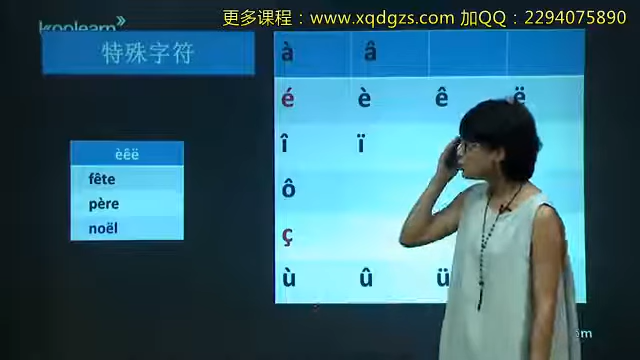 更多课程：www.xqdgzs.com 加QQ：2294075890
koolearn
特殊字符
à â
é è ê ë
î ï
ô
ç
ù û ü
èêë
fête
père
noël